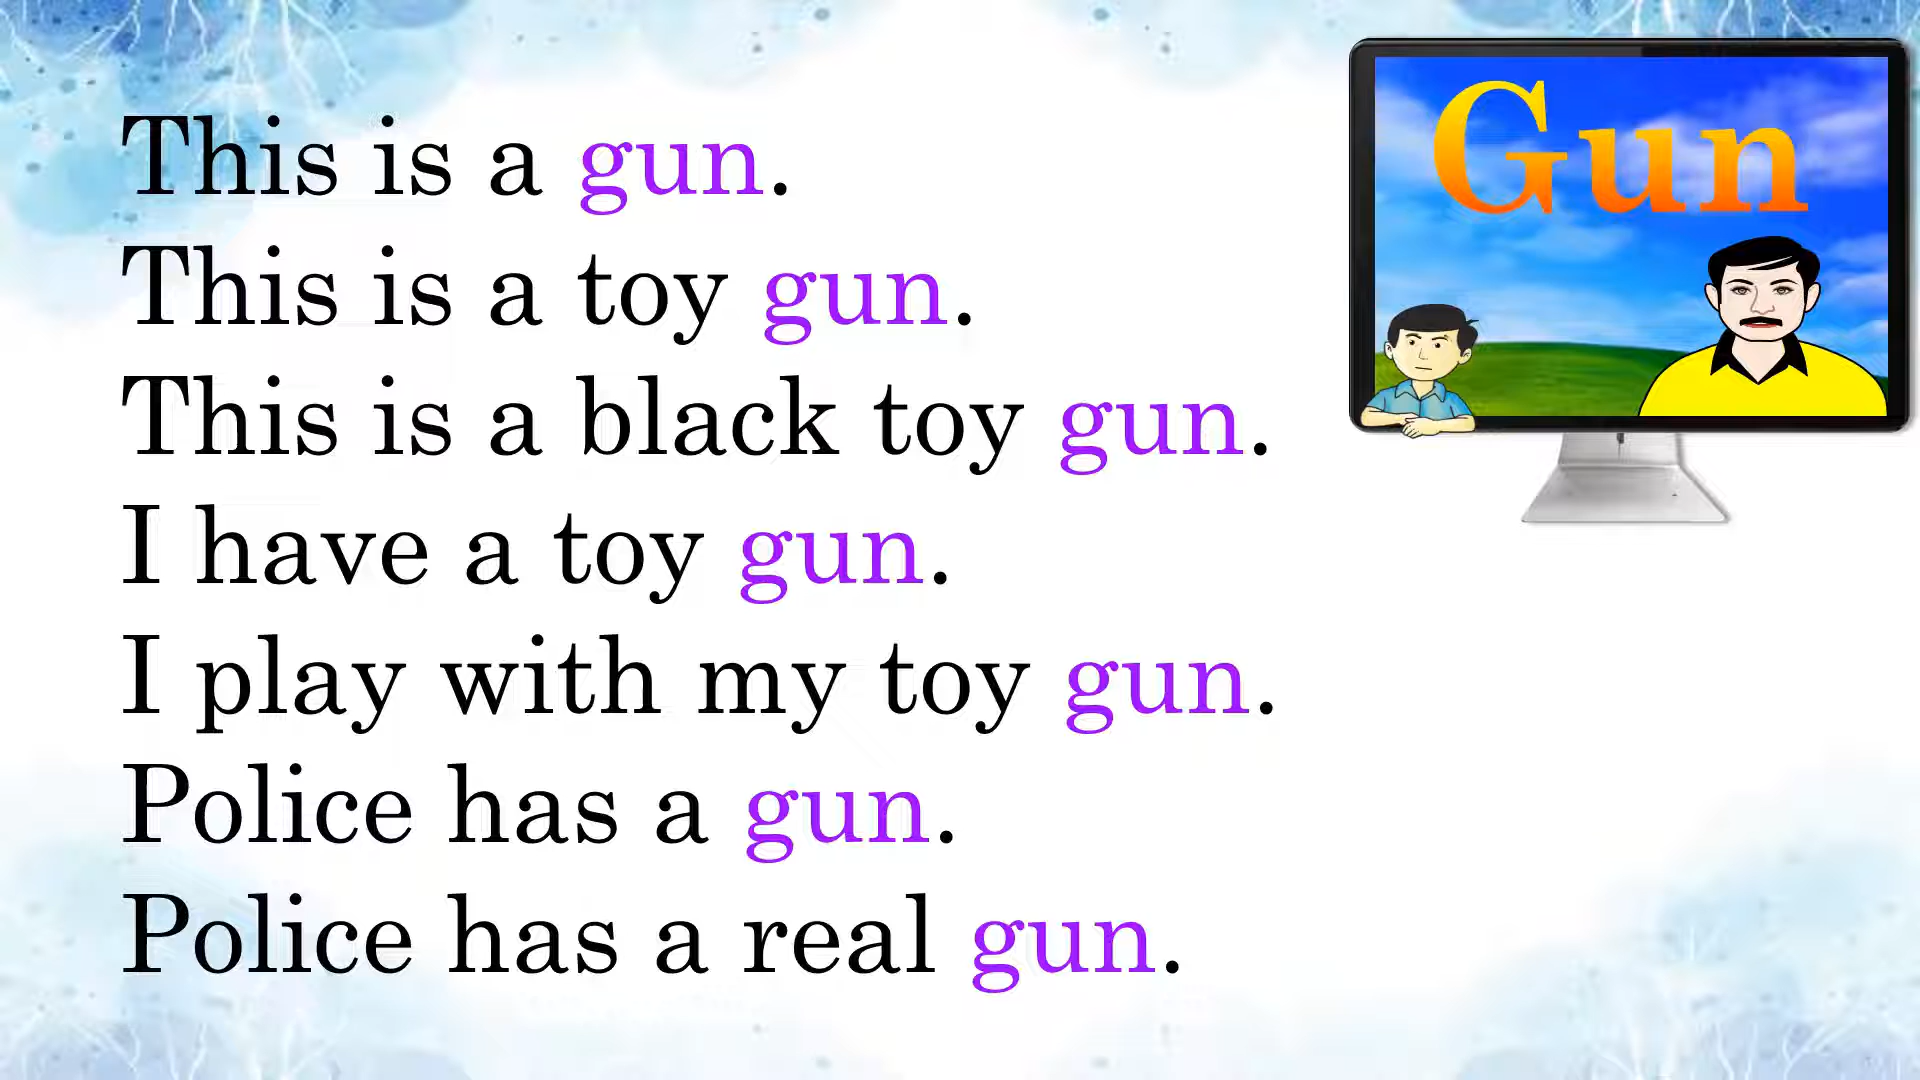 This is a gun.
This is a toy gun.
This is a black toy gun.
I have a toy gun.
I play with my toy gun.
Police has a gun.
Police has a real gun.
Gun